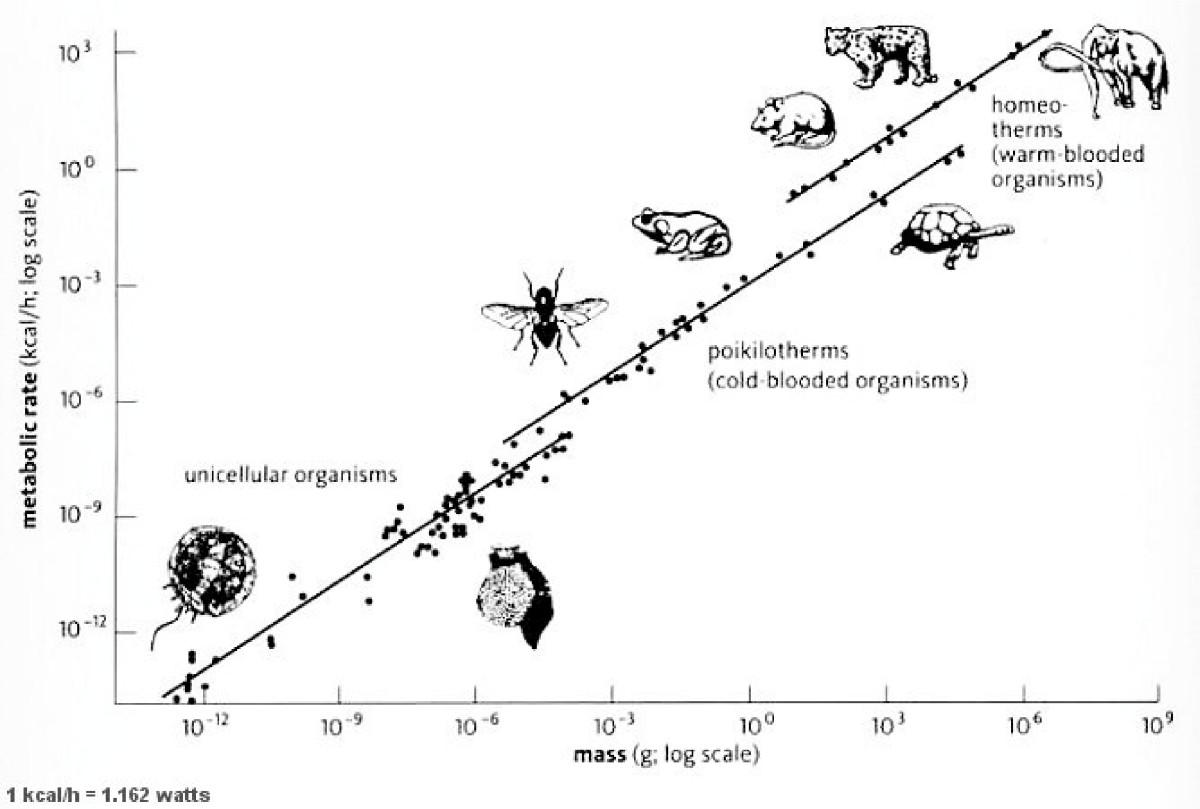 10³
10⁰
10⁻³
10⁻⁶
10⁻⁹
10⁻¹²
metabolic rate (kcal/h; log scale)
homeo-
therms
(warm-blooded
organisms)
poikilotherms
(cold-blooded organisms)
unicellular organisms
10⁻¹² 10⁻⁹ 10⁻⁶ 10⁻³ 10⁰ 10³ 10⁶ 10⁹
mass (g; log scale)
1 kcal/h = 1.162 watts